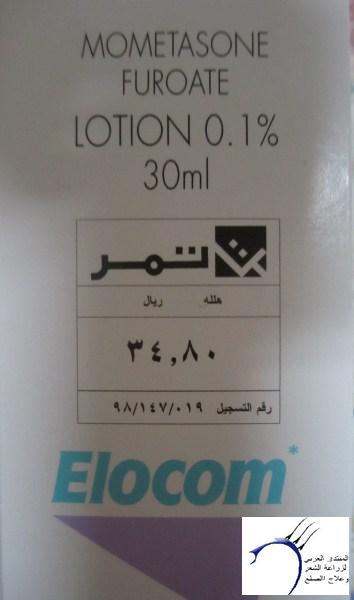 MOMETASONE
FUROATE
LOTION 0.1%
30ml
تمر
هلله ريال
٣٤,٨٠
رقم التسجيل ٩٨/١٤٧/٠١٩
Elocom*
المنتدى العربي
لزراعة الشعر
وعلاج الصلع